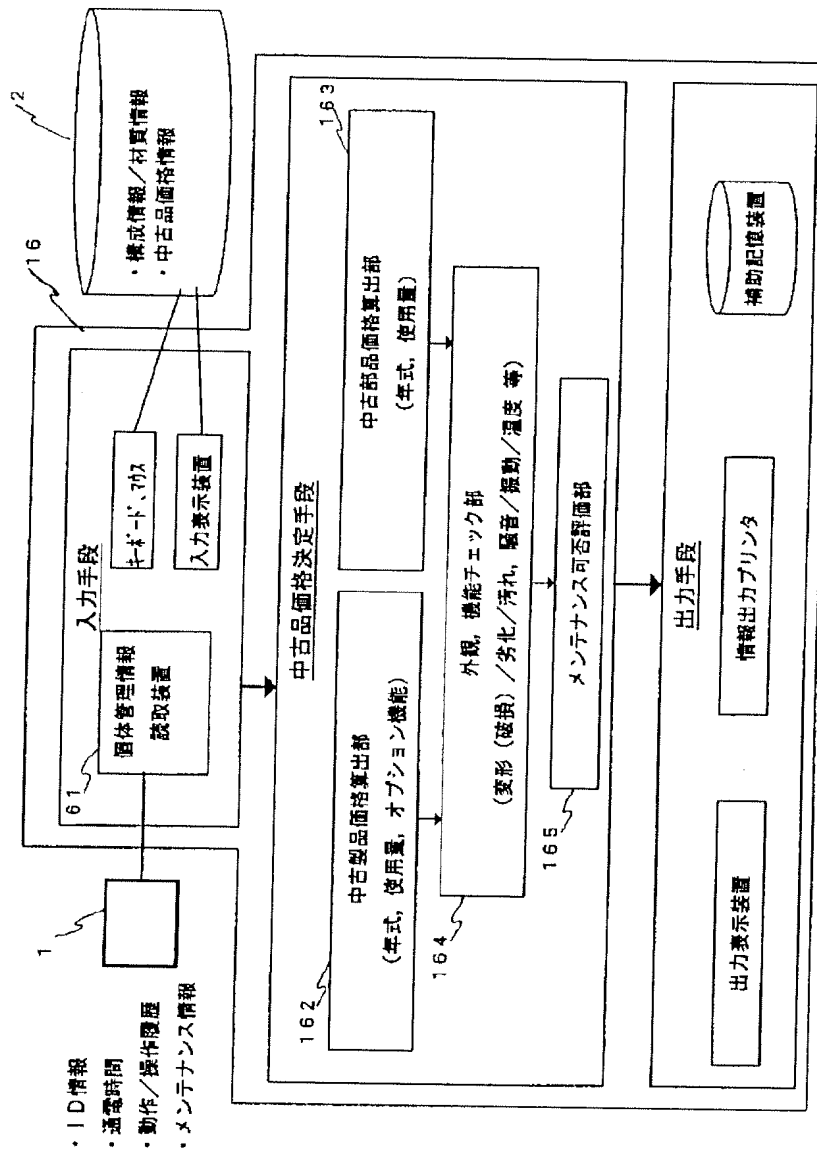 ・ID情報
・通電時間
・動作/操作履歴
・メンテナンス情報
1
16
2
・構成情報/材質情報
・中古品価格情報
入力手段
61
個体管理情報
読取装置
キーボード、マウス
入力表示装置
中古品価格決定手段
162
中古製品価格算出部
(年式,使用量,オプション機能)
163
中古部品価格算出部
(年式,使用量)
164
外観,機能チェック部
(変形(破損)/劣化/汚れ,騒音/振動/温度 等)
165
メンテナンス可否評価部
出力手段
出力表示装置
情報出力プリンタ
補助記憶装置